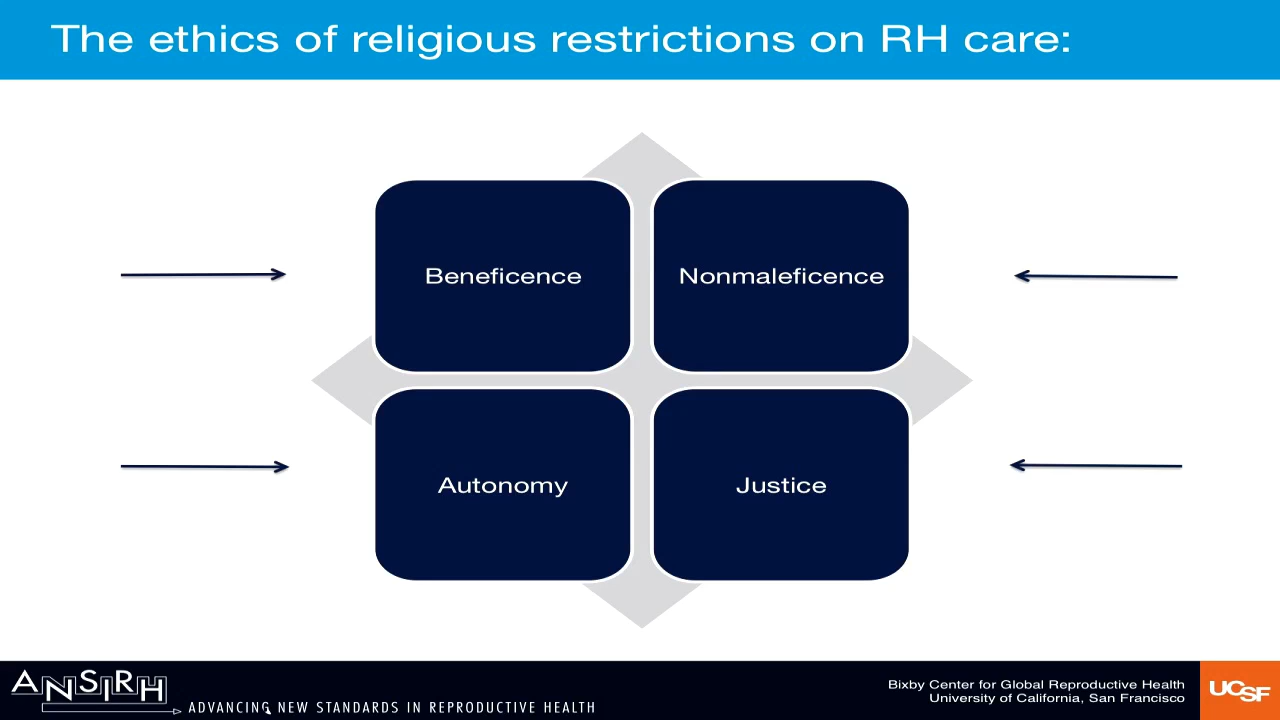 The ethics of religious restrictions on RH care:
Beneficence
Nonmaleficence
Autonomy
Justice
ANSIRH
ADVANCING NEW STANDARDS IN REPRODUCTIVE HEALTH
Bixby Center for Global Reproductive Health
University of California, San Francisco
UCSF